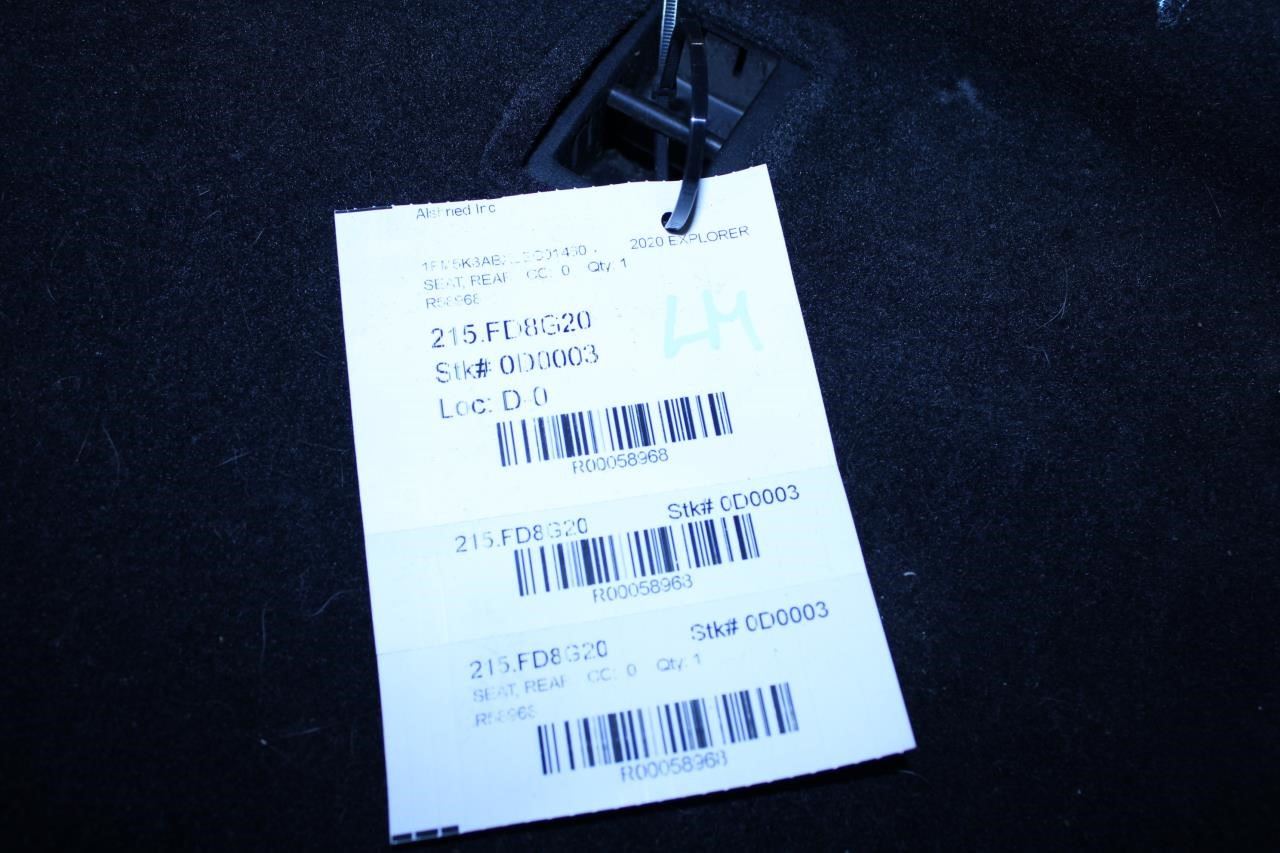 Inc
2020 EXPLORER
SEAT, REAR CC: 0 Qty: 1
R58968
215.FD8G20
Stk# 0D0003
Loc: D-0
LM
R00058968
215.FD8G20 Stk# 0D0003
R00058968
215.FD8G20 Stk# 0D0003
SEAT, REAR CC: 0 Qty: 1
R58968
R00058968